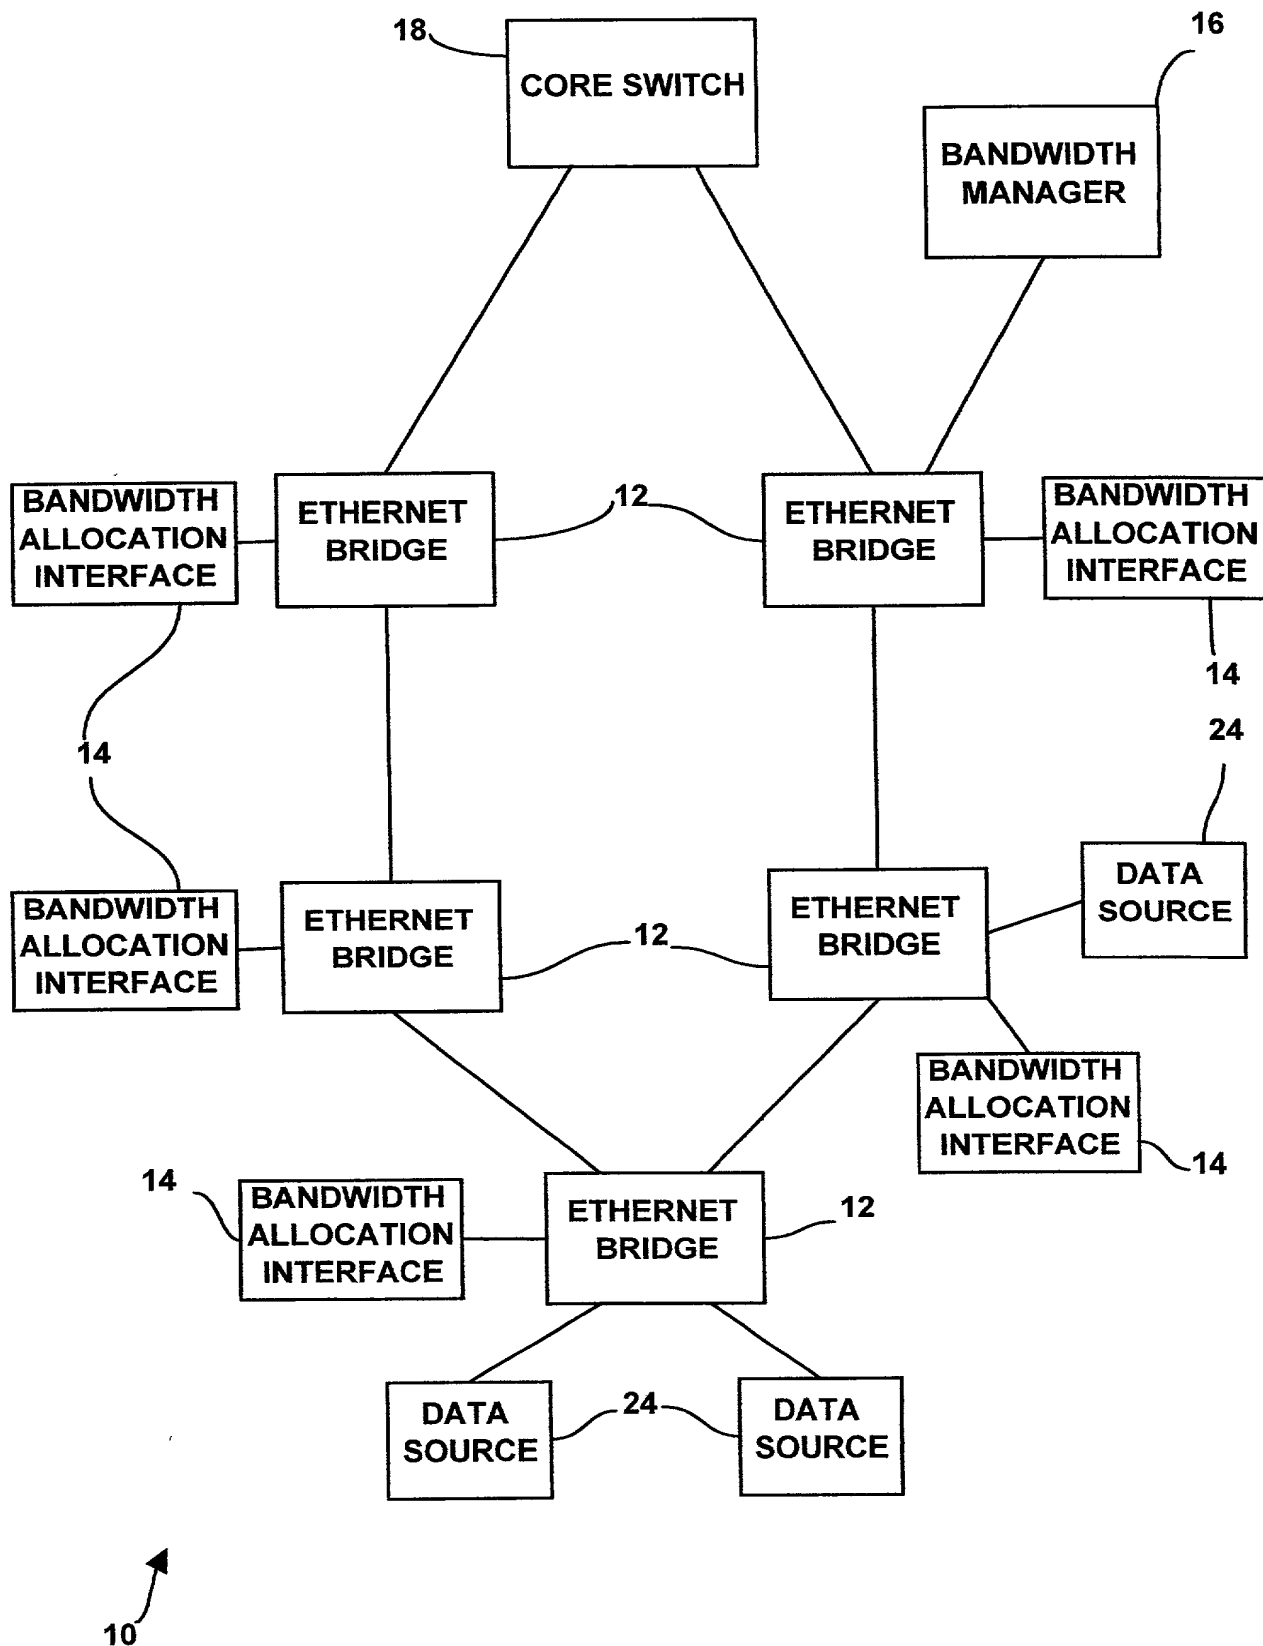 18
CORE SWITCH
16
BANDWIDTH
MANAGER
BANDWIDTH
ALLOCATION
INTERFACE
ETHERNET
BRIDGE
12
ETHERNET
BRIDGE
BANDWIDTH
ALLOCATION
INTERFACE
14
14
24
BANDWIDTH
ALLOCATION
INTERFACE
ETHERNET
BRIDGE
12
ETHERNET
BRIDGE
DATA
SOURCE
BANDWIDTH
ALLOCATION
INTERFACE
14
14
BANDWIDTH
ALLOCATION
INTERFACE
ETHERNET
BRIDGE
12
DATA
SOURCE
24
DATA
SOURCE
10